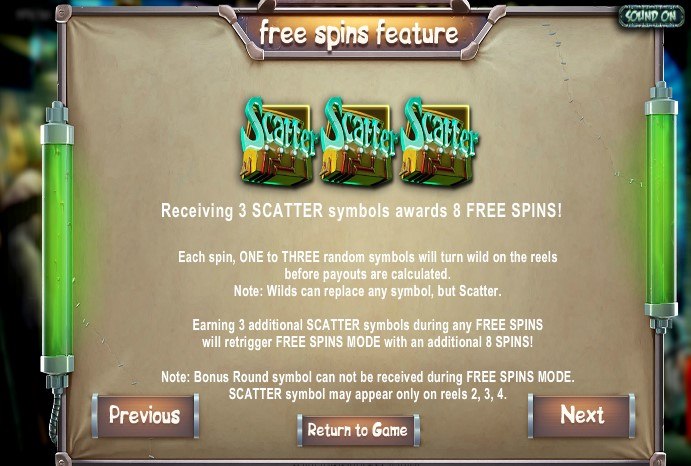 SOUND ON
free spins feature
Scatter Scatter Scatter
Receiving 3 SCATTER symbols awards 8 FREE SPINS!
Each spin, ONE to THREE random symbols will turn wild on the reels
before payouts are calculated.
Note: Wilds can replace any symbol, but Scatter.
Earning 3 additional SCATTER symbols during any FREE SPINS
will retrigger FREE SPINS MODE with an additional 8 SPINS!
Note: Bonus Round symbol can not be received during FREE SPINS MODE.
SCATTER symbol may appear only on reels 2, 3, 4.
Previous
Return to Game
Next